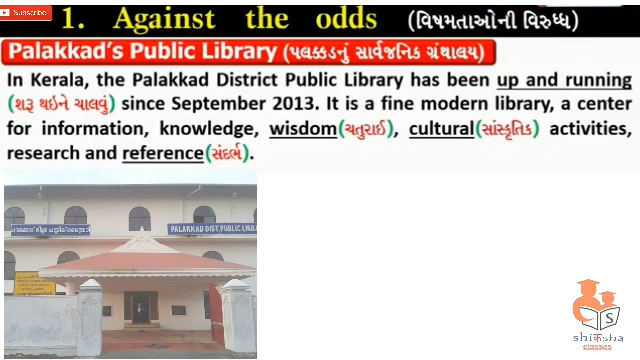 Subscribe
1. Against the odds (વિષમતાઓની વિરુધ્ધ)
Palakkad's Public Library (પલક્કડનું સાર્વજનિક ગ્રંથાલય)
In Kerala, the Palakkad District Public Library has been up and running
(શરૂ થઇને ચાલવું) since September 2013. It is a fine modern library, a center
for information, knowledge, wisdom(ચતુરાઈ), cultural(સાંસ્કૃતિક) activities,
research and reference(સંદર્ભ).
PALAKKAD DIST.PUBLIC LIBRA
S
shiksha
classes